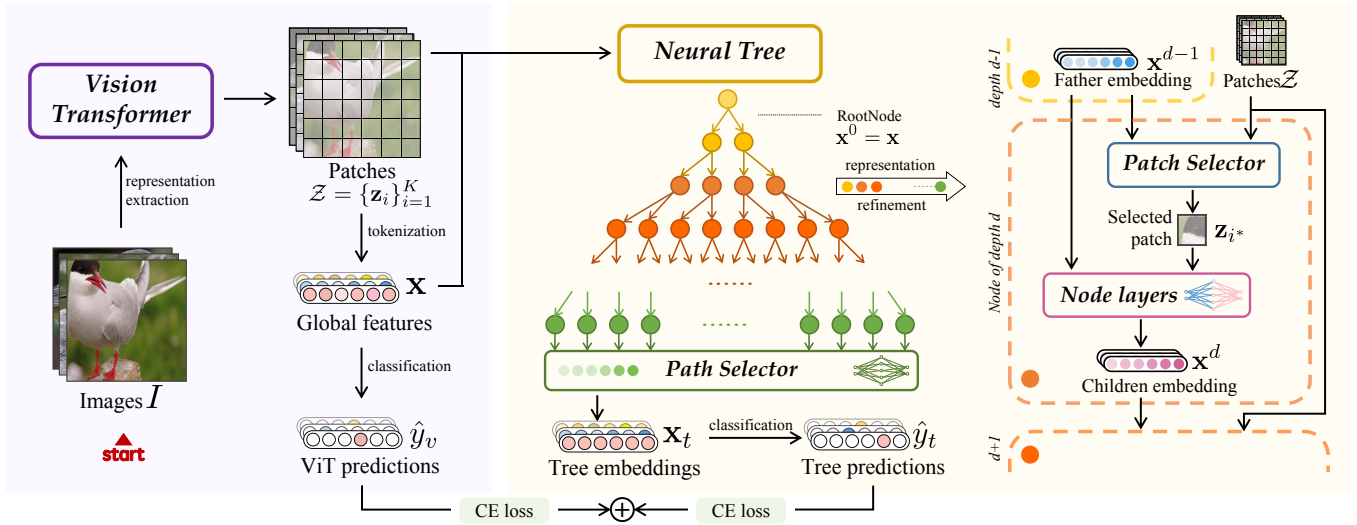 Vision
Transformer
representation
extraction
Images I
start
Patches
𝒵 = {z_i}_{i=1}^K
tokenization
x
Global features
classification
ŷ_v
ViT predictions
Neural Tree
RootNode
x^0 = x
representation
refinement
......
......
Path Selector
x_t
Tree embeddings
classification
ŷ_t
Tree predictions
CE loss
+
CE loss
depth d-1
x^{d−1}
Father embedding
Patches 𝒵
Node of depth d
Patch Selector
Selected
patch
z_{i*}
Node layers
x^d
Children embedding
d+1